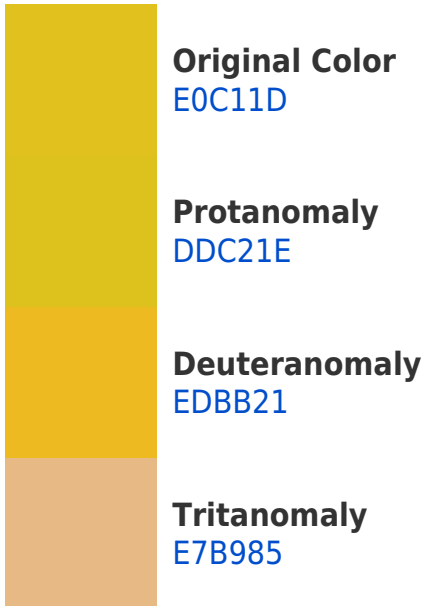 Original Color
E0C11D
Protanomaly
DDC21E
Deuteranomaly
EDBB21
Tritanomaly
E7B985